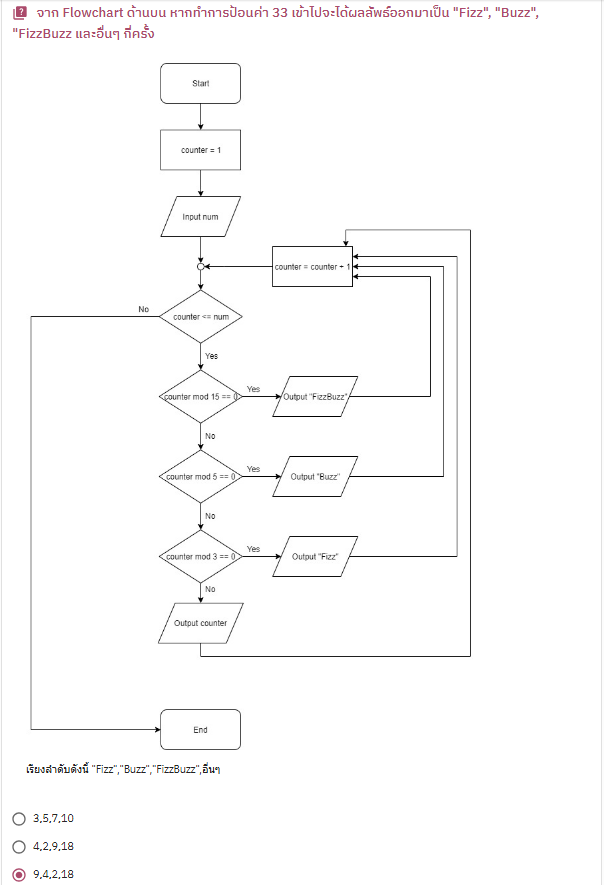 จาก Flowchart ด้านบน หากทำการป้อนค่า 33 เข้าไปจะได้ผลลัพธ์ออกมาเป็น "Fizz", "Buzz",
"FizzBuzz และอื่นๆ กี่ครั้ง
Start
counter = 1
Input num
counter = counter + 1
No
counter <= num
Yes
counter mod 15 == 0
Yes
Output "FizzBuzz"
No
counter mod 5 == 0
Yes
Output "Buzz"
No
counter mod 3 == 0
Yes
Output "Fizz"
No
Output counter
End
เรียงลำดับดังนี้ "Fizz","Buzz","FizzBuzz",อื่นๆ
3,5,7,10
4,2,9,18
9,4,2,18